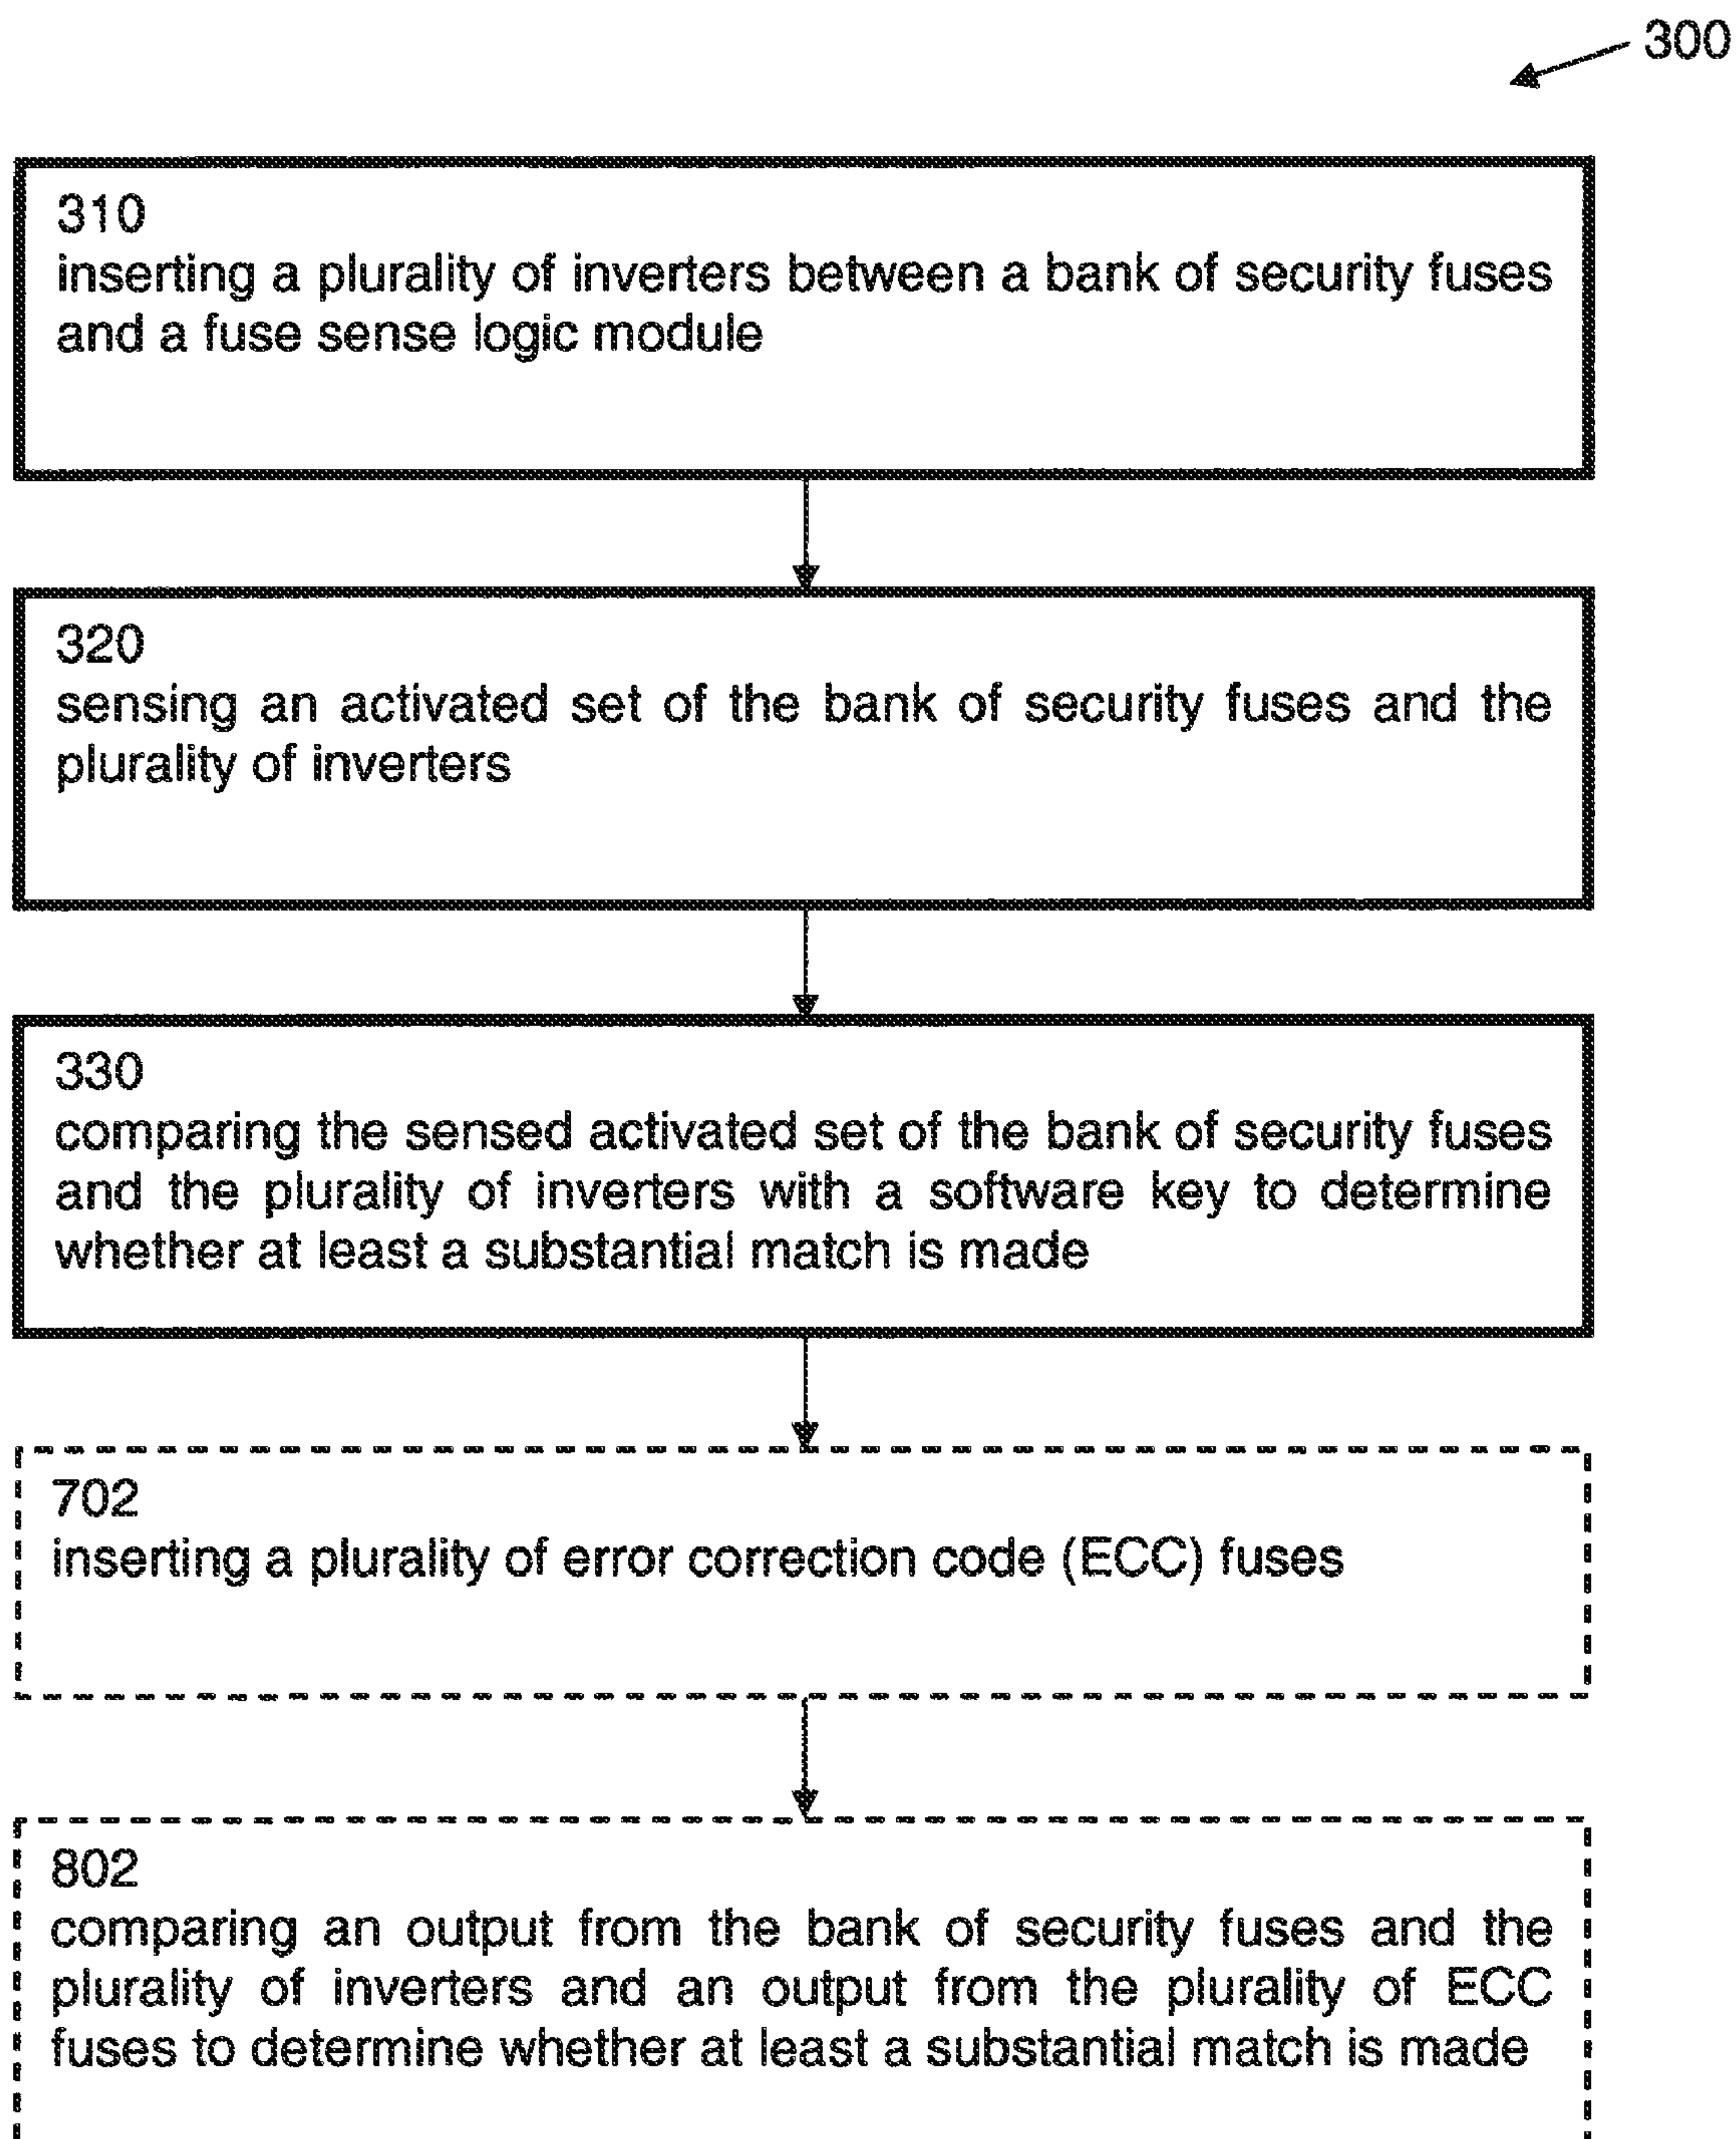 300
310
inserting a plurality of inverters between a bank of security fuses
and a fuse sense logic module
320
sensing an activated set of the bank of security fuses and the
plurality of inverters
330
comparing the sensed activated set of the bank of security fuses
and the plurality of inverters with a software key to determine
whether at least a substantial match is made
702
inserting a plurality of error correction code (ECC) fuses
802
comparing an output from the bank of security fuses and the
plurality of inverters and an output from the plurality of ECC
fuses to determine whether at least a substantial match is made